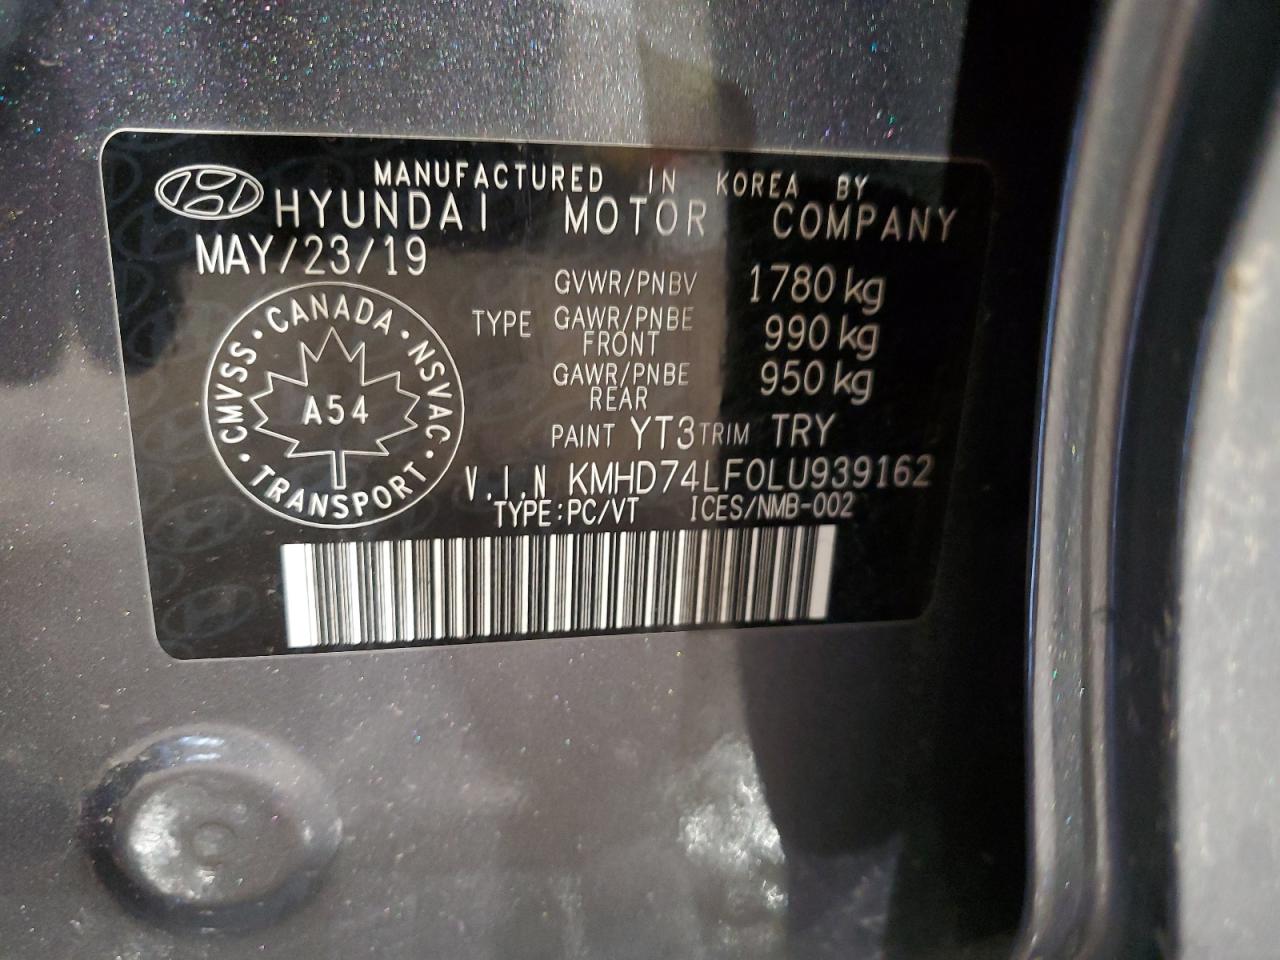 MANUFACTURED IN KOREA BY
HYUNDAI MOTOR COMPANY
MAY/23/19
GVWR/PNBV 1780 kg
TYPE GAWR/PNBE FRONT 990 kg
GAWR/PNBE REAR 950 kg
CMVSS · CANADA · NSVAC · TRANSPORT ·
A54
PAINT YT3 TRIM TRY
V.I.N KMHD74LF0LU939162
TYPE:PC/VT ICES/NMB-002